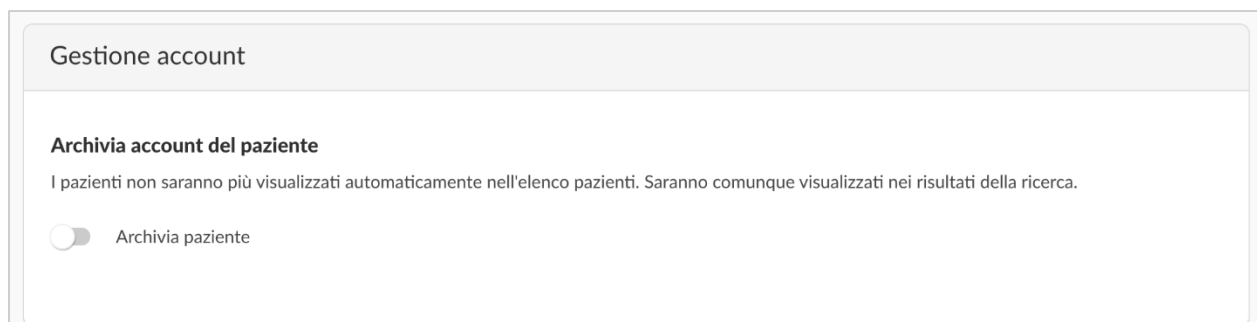 Gestione account
Archivia account del paziente
I pazienti non saranno più visualizzati automaticamente nell'elenco pazienti. Saranno comunque visualizzati nei risultati della ricerca.
Archivia paziente